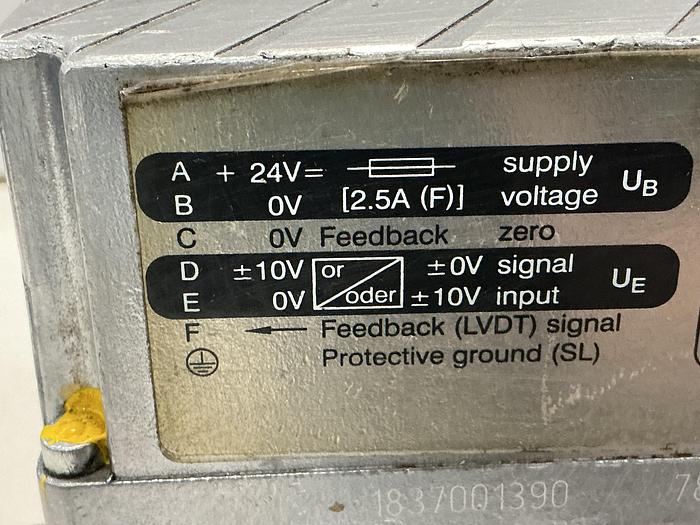 A + 24V= supply
B 0V [2.5A (F)] voltage UB
C 0V Feedback zero
D ±10V or ±0V signal
E 0V oder ±10V input UE
F Feedback (LVDT) signal
Protective ground (SL)
1837001390